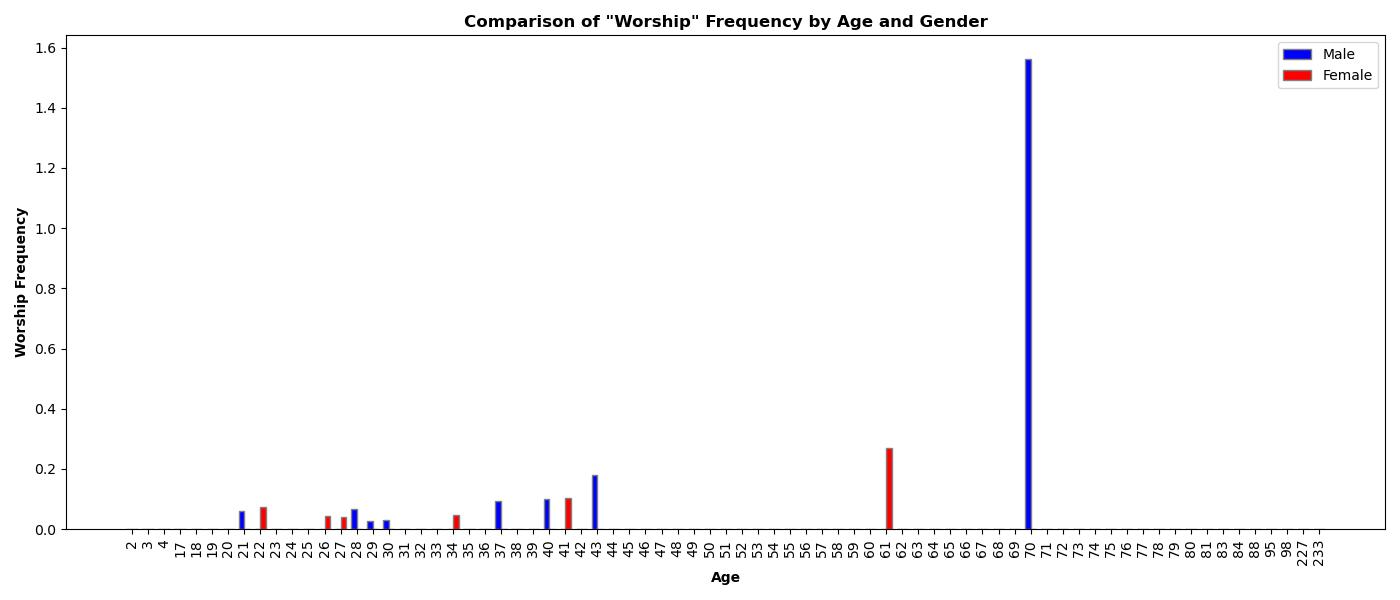 Comparison of "Worship" Frequency by Age and Gender
Male
Female
1.6
1.4
1.2
1.0
0.8
0.6
0.4
0.2
0.0
Worship Frequency
2 3 4 17 18 19 20 21 22 23 24 25 26 27 28 29 30 31 32 33 34 35 36 37 38 39 40 41 42 43 44 45 46 47 48 49 50 51 52 53 54 55 56 57 58 59 60 61 62 63 64 65 66 67 68 69 70 71 72 73 74 75 76 77 78 79 80 81 83 84 88 95 98 227 233
Age